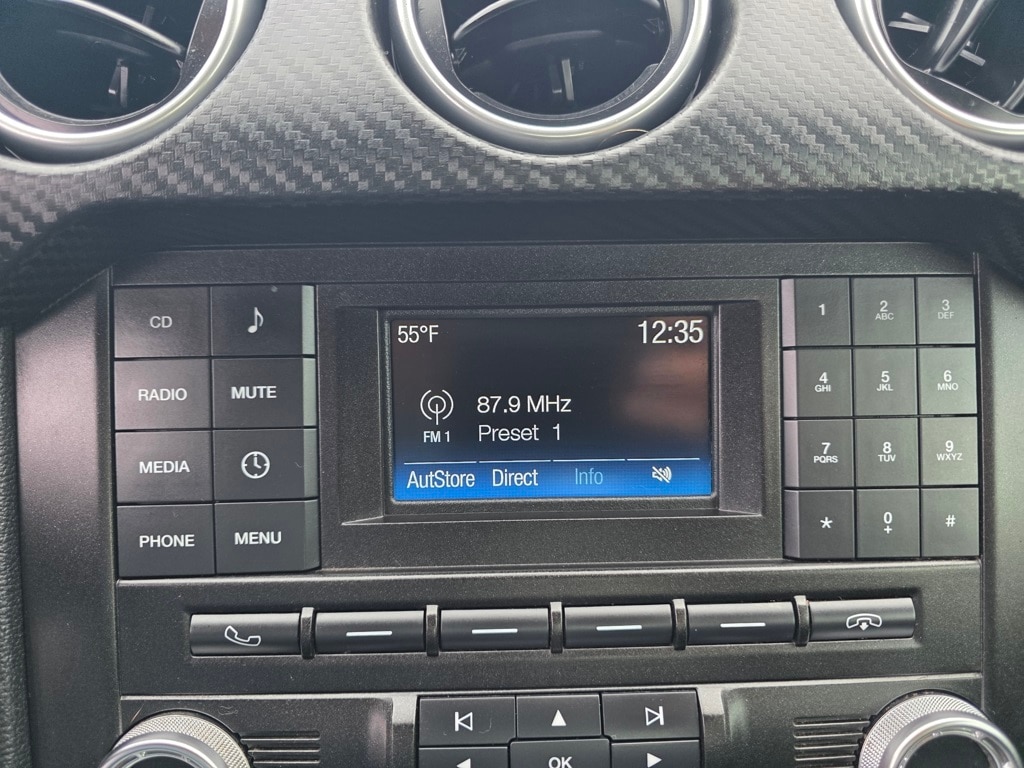 CD
RADIO
MUTE
MEDIA
PHONE
MENU
55°F 12:35
87.9 MHz
FM 1
Preset 1
AutStore Direct Info
1
2 ABC
3 DEF
4 GHI
5 JKL
6 MNO
7 PQRS
8 TUV
9 WXYZ
*
0 +
#
OK